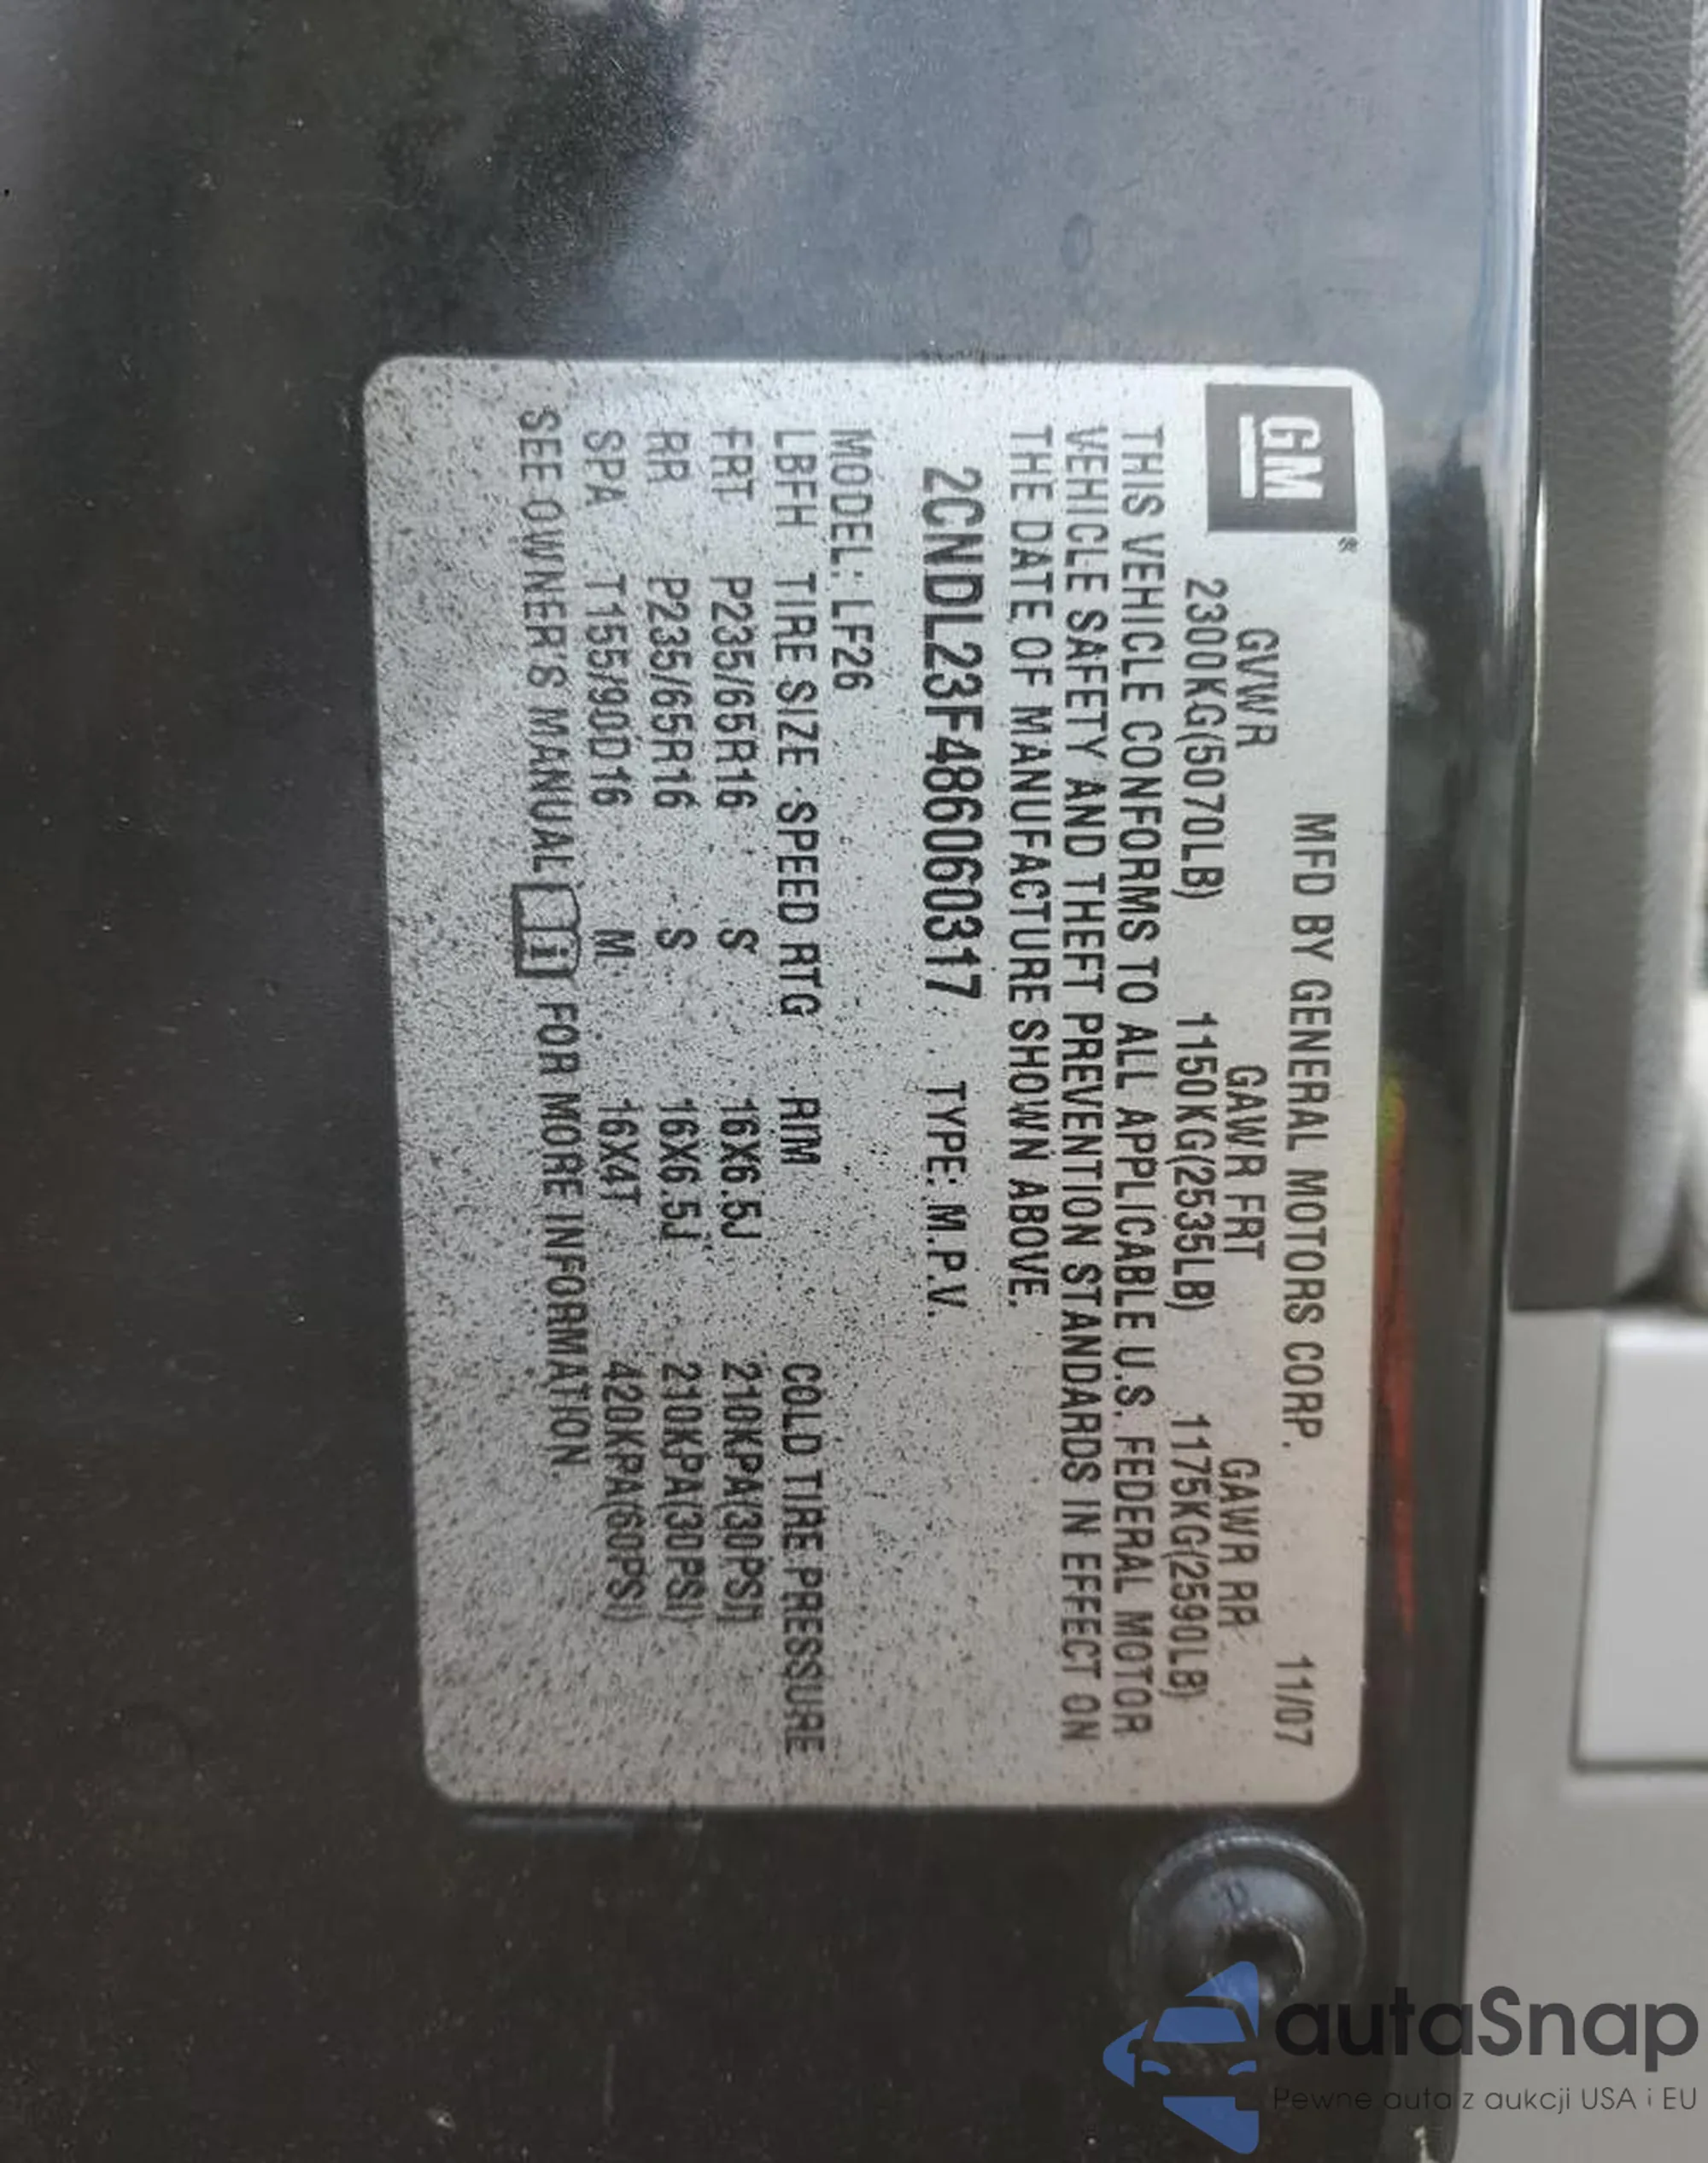 GM®
MFD BY GENERAL MOTORS CORP. 11/07
GVWR GAWR FRT GAWR RR
2300KG(5070LB) 1150KG(2535LB) 1175KG(2590LB)
THIS VEHICLE CONFORMS TO ALL APPLICABLE U.S. FEDERAL MOTOR
VEHICLE SAFETY AND THEFT PREVENTION STANDARDS IN EFFECT ON
THE DATE OF MANUFACTURE SHOWN ABOVE.
2CNDL23F486060317 TYPE: M.P.V.
MODEL: LF26
LBFH TIRE SIZE SPEED RTG RIM COLD TIRE PRESSURE
FRT P235/65R16 S 16X6.5J 210KPA(30PSI)
RR P235/65R16 S 16X6.5J 210KPA(30PSI)
SPA T155/90D16 M 16X4T 420KPA(60PSI)
SEE OWNER'S MANUAL i FOR MORE INFORMATION.
autaSnap
Pewne auta z aukcji USA i EU